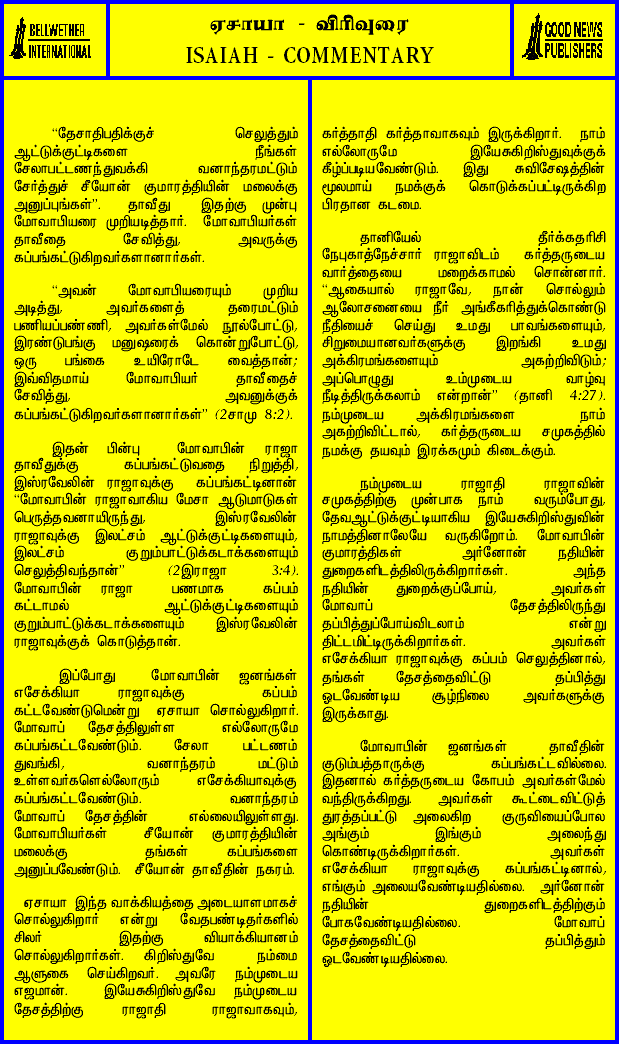 BELLWETHER
INTERNATIONAL
ஏசாயா - விரிவுரை
ISAIAH - COMMENTARY
GOOD NEWS
PUBLISHERS
“தேசாதிபதிக்குச் செலுத்தும்
ஆட்டுக்குட்டிகளை நீங்கள்
சேலாபட்டணந்துவக்கி வனாந்தரமட்டும்
சேர்த்துச் சீயோன் குமாரத்தியின் மலைக்கு
அனுப்புங்கள்”. தாவீது இதற்கு முன்பு
மோவாபியரை முறியடித்தார். மோவாபியர்கள்
தாவீதை சேவித்து, அவருக்கு
கப்பங்கட்டுகிறவர்களானார்கள்.
“அவன் மோவாபியரையும் முறிய
அடித்து, அவர்களைத் தரைமட்டும்
பணியப்பண்ணி, அவர்கள்மேல் நூல்போட்டு,
இரண்டுபங்கு மனுஷரைக் கொன்றுபோட்டு,
ஒரு பங்கை உயிரோடே வைத்தான்;
இவ்விதமாய் மோவாபியர் தாவீதைச்
சேவித்து, அவனுக்குக்
கப்பங்கட்டுகிறவர்களானார்கள்” (2சாமு 8:2).
இதன் பின்பு மோவாபின் ராஜா
தாவீதுக்கு கப்பங்கட்டுவதை நிறுத்தி,
இஸ்ரவேலின் ராஜாவுக்கு கப்பங்கட்டினான்
“மோவாபின் ராஜாவாகிய மேசா ஆடுமாடுகள்
பெருத்தவனாயிருந்து, இஸ்ரவேலின்
ராஜாவுக்கு இலட்சம் ஆட்டுக்குட்டிகளையும்,
இலட்சம் குறும்பாட்டுக்கடாக்களையும்
செலுத்திவந்தான்” (2இராஜா 3:4).
மோவாபின் ராஜா பணமாக கப்பம்
கட்டாமல் ஆட்டுக்குட்டிகளையும்
குறும்பாட்டுக்கடாக்களையும் இஸ்ரவேலின்
ராஜாவுக்குக் கொடுத்தான்.
இப்போது மோவாபின் ஜனங்கள்
எசேக்கியா ராஜாவுக்கு கப்பம்
கட்டவேண்டுமென்று ஏசாயா சொல்லுகிறார்.
மோவாப் தேசத்திலுள்ள எல்லோருமே
கப்பங்கட்டவேண்டும். சேலா பட்டணம்
துவங்கி, வனாந்தரம் மட்டும்
உள்ளவர்களெல்லோரும் எசேக்கியாவுக்கு
கப்பங்கட்டவேண்டும். வனாந்தரம்
மோவாப் தேசத்தின் எல்லையிலுள்ளது.
மோவாபியர்கள் சீயோன் குமாரத்தியின்
மலைக்கு தங்கள் கப்பங்களை
அனுப்பவேண்டும். சீயோன் தாவீதின் நகரம்.
ஏசாயா இந்த வாக்கியத்தை அடையாளமாகச்
சொல்லுகிறார் என்று வேதபண்டிதர்களில்
சிலர் இதற்கு வியாக்கியானம்
சொல்லுகிறார்கள். கிறிஸ்துவே நம்மை
ஆளுகை செய்கிறவர். அவரே நம்முடைய
எஜமான். இயேசுகிறிஸ்துவே நம்முடைய
தேசத்திற்கு ராஜாதி ராஜாவாகவும்,
கர்த்தாதி கர்த்தாவாகவும் இருக்கிறார். நாம்
எல்லோருமே இயேசுகிறிஸ்துவுக்குக்
கீழ்ப்படியவேண்டும். இது சுவிசேஷத்தின்
மூலமாய் நமக்குக் கொடுக்கப்பட்டிருக்கிற
பிரதான கடமை.
தானியேல் தீர்க்கதரிசி
நேபுகாத்நேச்சார் ராஜாவிடம் கர்த்தருடைய
வார்த்தையை மறைக்காமல் சொன்னார்.
“ஆகையால் ராஜாவே, நான் சொல்லும்
ஆலோசனையை நீர் அங்கீகரித்துக்கொண்டு
நீதியைச் செய்து உமது பாவங்களையும்,
சிறுமையானவர்களுக்கு இறங்கி உமது
அக்கிரமங்களையும் அகற்றிவிடும்;
அப்பொழுது உம்முடைய வாழ்வு
நீடித்திருக்கலாம் என்றான்” (தானி 4:27).
நம்முடைய அக்கிரமங்களை நாம்
அகற்றிவிட்டால், கர்த்தருடைய சமுகத்தில்
நமக்கு தயவும் இரக்கமும் கிடைக்கும்.
நம்முடைய ராஜாதி ராஜாவின்
சமுகத்திற்கு முன்பாக நாம் வரும்போது,
தேவஆட்டுக்குட்டியாகிய இயேசுகிறிஸ்துவின்
நாமத்தினாலேயே வருகிறோம். மோவாபின்
குமாரத்திகள் அர்னோன் நதியின்
துறைகளிடத்திலிருக்கிறார்கள். அந்த
நதியின் துறைக்குப்போய், அவர்கள்
மோவாப் தேசத்திலிருந்து
தப்பித்துப்போய்விடலாம் என்று
திட்டமிட்டிருக்கிறார்கள். அவர்கள்
எசேக்கியா ராஜாவுக்கு கப்பம் செலுத்தினால்,
தங்கள் தேசத்தைவிட்டு தப்பித்து
ஓடவேண்டிய சூழ்நிலை அவர்களுக்கு
இருக்காது.
மோவாபின் ஜனங்கள் தாவீதின்
குடும்பத்தாருக்கு கப்பங்கட்டவில்லை.
இதனால் கர்த்தருடைய கோபம் அவர்கள்மேல்
வந்திருக்கிறது. அவர்கள் கூட்டைவிட்டுத்
துரத்தப்பட்டு அலைகிற குருவியைப்போல
அங்கும் இங்கும் அலைந்து
கொண்டிருக்கிறார்கள். அவர்கள்
எசேக்கியா ராஜாவுக்கு கப்பங்கட்டினால்,
எங்கும் அலையவேண்டியதில்லை. அர்னோன்
நதியின் துறைகளிடத்திற்கும்
போகவேண்டியதில்லை. மோவாப்
தேசத்தைவிட்டு தப்பித்தும்
ஓடவேண்டியதில்லை.